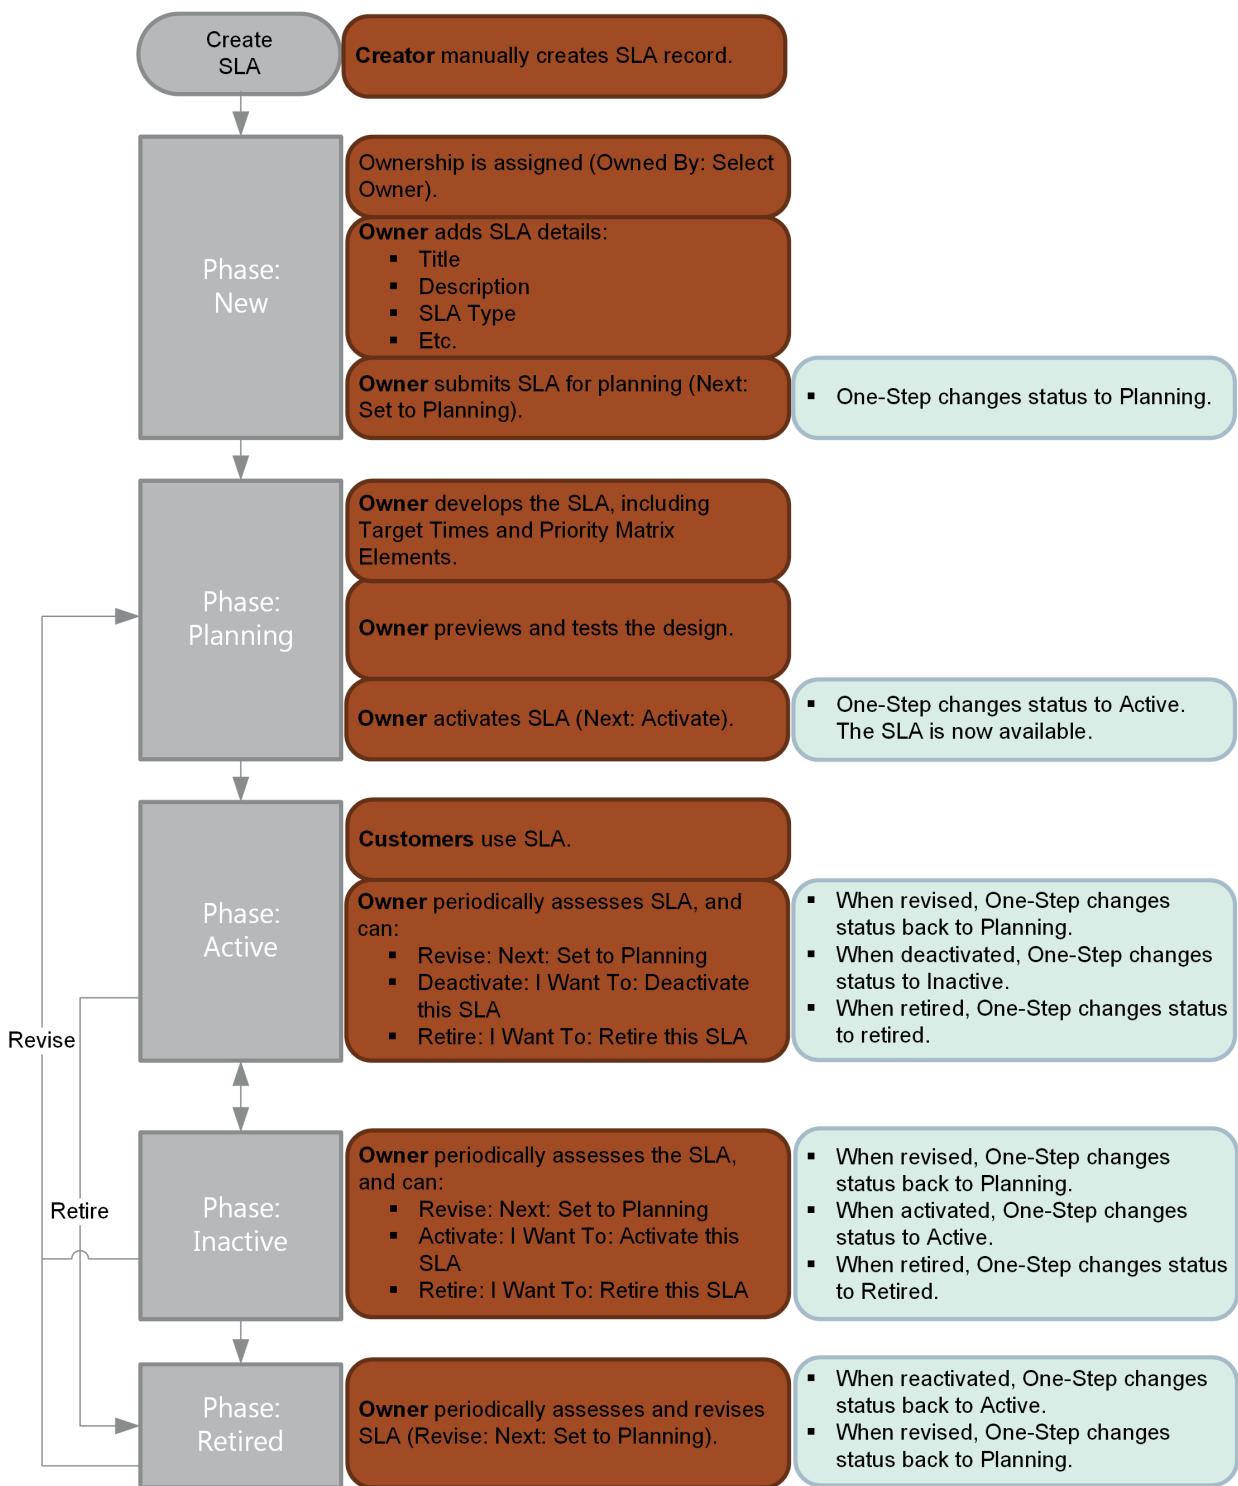 Create
SLA
Creator manually creates SLA record.
Phase:
New
Ownership is assigned (Owned By: Select
Owner).
Owner adds SLA details:
▪ Title
▪ Description
▪ SLA Type
▪ Etc.
Owner submits SLA for planning (Next:
Set to Planning).
▪ One-Step changes status to Planning.
Phase:
Planning
Owner develops the SLA, including
Target Times and Priority Matrix
Elements.
Owner previews and tests the design.
Owner activates SLA (Next: Activate).
▪ One-Step changes status to Active.
The SLA is now available.
Phase:
Active
Customers use SLA.
Owner periodically assesses SLA, and
can:
▪ Revise: Next: Set to Planning
▪ Deactivate: I Want To: Deactivate
this SLA
▪ Retire: I Want To: Retire this SLA
▪ When revised, One-Step changes
status back to Planning.
▪ When deactivated, One-Step changes
status to Inactive.
▪ When retired, One-Step changes status
to retired.
Revise
Retire
Phase:
Inactive
Owner periodically assesses the SLA,
and can:
▪ Revise: Next: Set to Planning
▪ Activate: I Want To: Activate this
SLA
▪ Retire: I Want To: Retire this SLA
▪ When revised, One-Step changes
status back to Planning.
▪ When activated, One-Step changes
status to Active.
▪ When retired, One-Step changes status
to Retired.
Phase:
Retired
Owner periodically assesses and revises
SLA (Revise: Next: Set to Planning).
▪ When reactivated, One-Step changes
status back to Active.
▪ When revised, One-Step changes
status back to Planning.